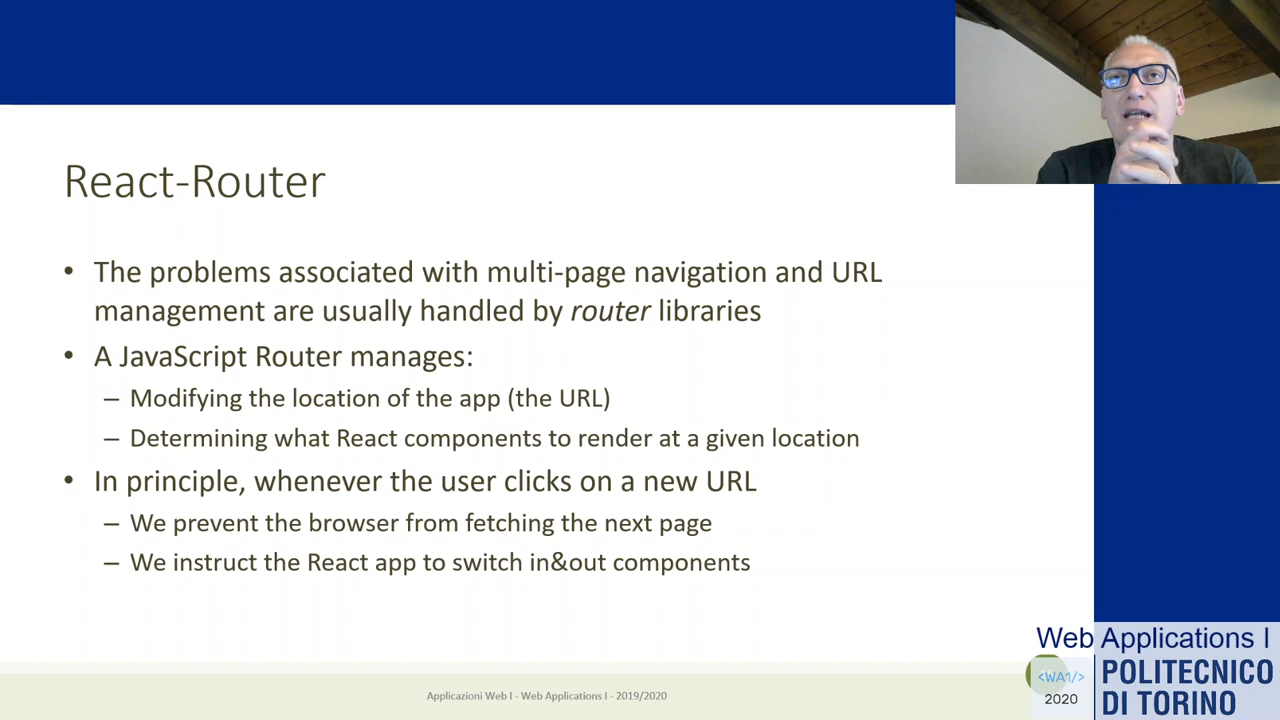 React-Router
• The problems associated with multi-page navigation and URL
management are usually handled by router libraries
• A JavaScript Router manages:
– Modifying the location of the app (the URL)
– Determining what React components to render at a given location
• In principle, whenever the user clicks on a new URL
– We prevent the browser from fetching the next page
– We instruct the React app to switch in&out components
Applicazioni Web I - Web Applications I - 2019/2020
Web Applications I
<WA1/>
2020
POLITECNICO
DI TORINO